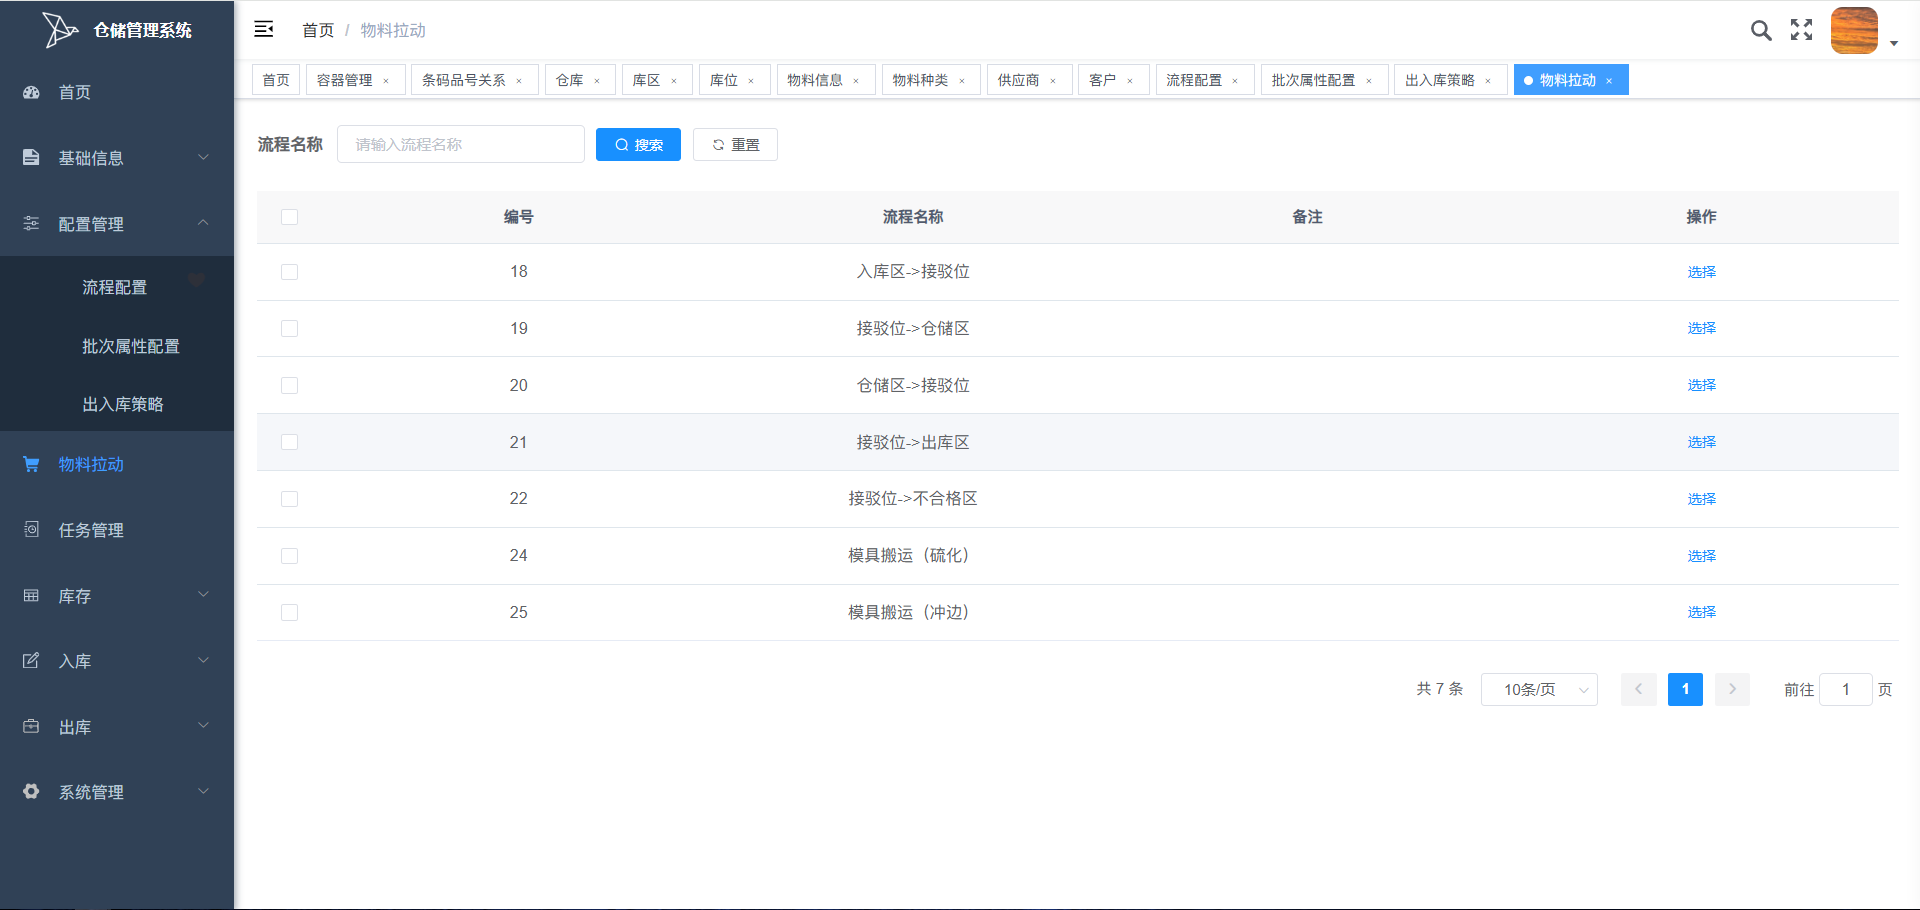 仓储管理系统
首页 / 物料拉动
首页
基础信息
配置管理
流程配置
批次属性配置
出入库策略
物料拉动
任务管理
库存
入库
出库
系统管理
首页 容器管理 × 条码品号关系 × 仓库 × 库区 × 库位 × 物料信息 × 物料种类 × 供应商 × 客户 × 流程配置 × 批次属性配置 × 出入库策略 × 物料拉动 ×
流程名称 请输入流程名称 搜索 重置
编号 流程名称 备注 操作
18 入库区->接驳位 选择
19 接驳位->仓储区 选择
20 仓储区->接驳位 选择
21 接驳位->出库区 选择
22 接驳位->不合格区 选择
24 模具搬运（硫化） 选择
25 模具搬运（冲边） 选择
共 7 条 10条/页 1 前往 1 页